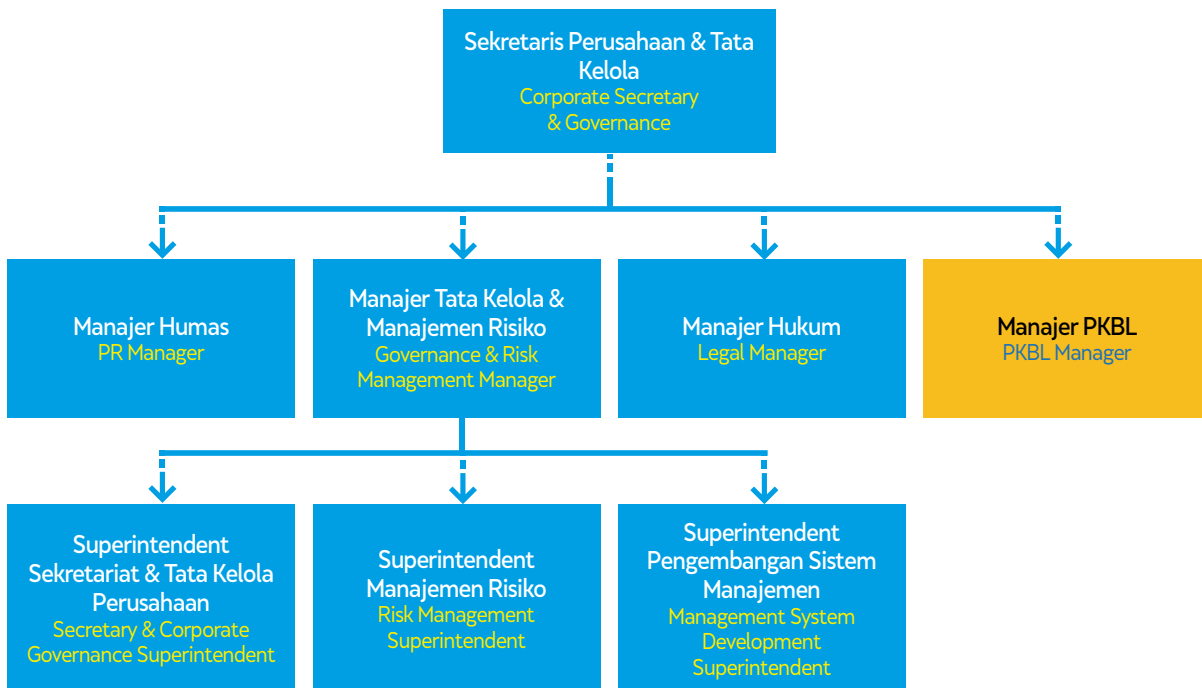 Sekretaris Perusahaan & Tata
Kelola
Corporate Secretary
& Governance
Manajer Humas
PR Manager
Manajer Tata Kelola &
Manajemen Risiko
Governance & Risk
Management Manager
Manajer Hukum
Legal Manager
Manajer PKBL
PKBL Manager
Superintendent
Sekretariat & Tata Kelola
Perusahaan
Secretary & Corporate
Governance Superintendent
Superintendent
Manajemen Risiko
Risk Management
Superintendent
Superintendent
Pengembangan Sistem
Manajemen
Management System
Development
Superintendent